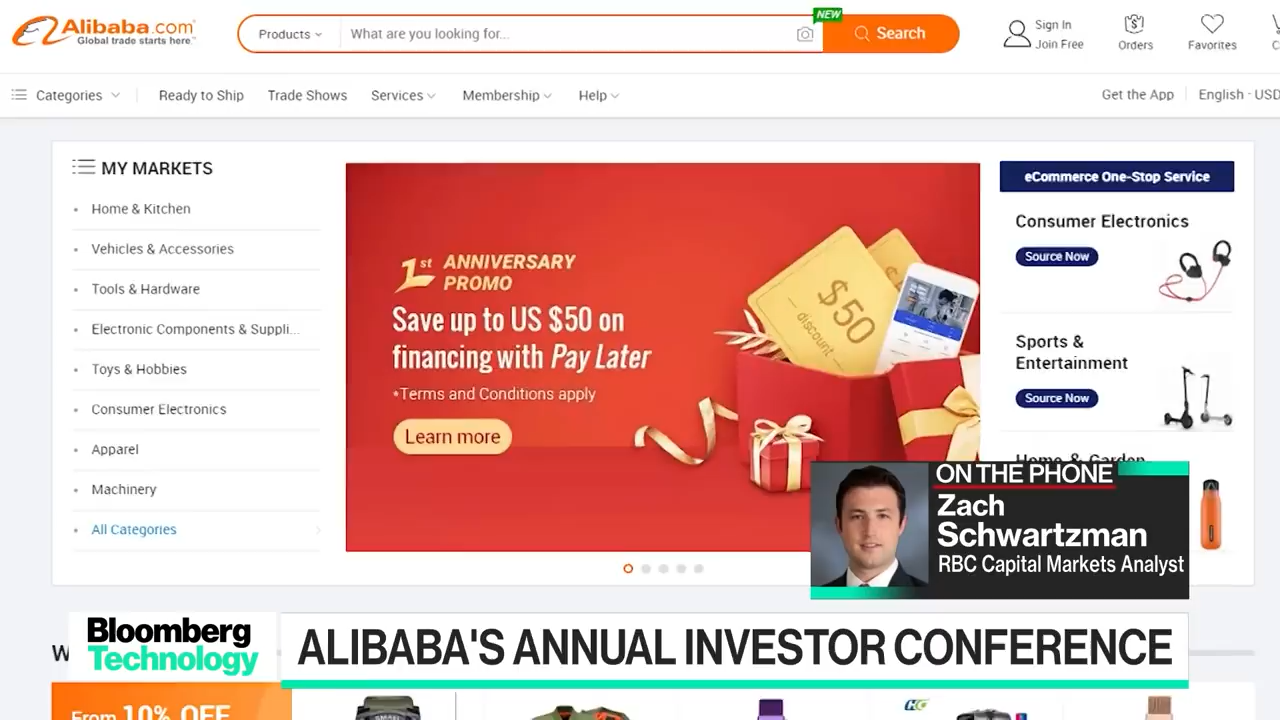 Alibaba.com
Global trade starts here.
Products
What are you looking for...
NEW
Search
Sign In
Join Free
Orders
Favorites
Categories
Ready to Ship
Trade Shows
Services
Membership
Help
Get the App
English - USD
MY MARKETS
Home & Kitchen
Vehicles & Accessories
Tools & Hardware
Electronic Components & Suppli...
Toys & Hobbies
Consumer Electronics
Apparel
Machinery
All Categories
1st ANNIVERSARY
PROMO
Save up to US $50 on
financing with Pay Later
*Terms and Conditions apply
Learn more
$50
discount
eCommerce One-Stop Service
Consumer Electronics
Source Now
Sports &
Entertainment
Source Now
Home & Garden
ON THE PHONE
Zach
Schwartzman
RBC Capital Markets Analyst
Bloomberg
Technology
ALIBABA'S ANNUAL INVESTOR CONFERENCE
From 10% OFF